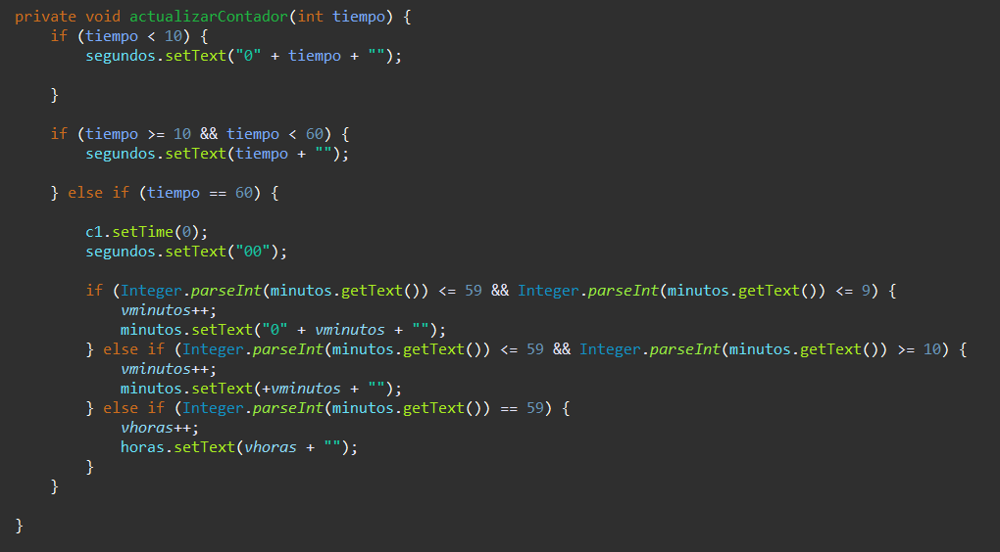 private void actualizarContador(int tiempo) {
if (tiempo < 10) {
segundos.setText("0" + tiempo + "");
}
if (tiempo >= 10 && tiempo < 60) {
segundos.setText(tiempo + "");
} else if (tiempo == 60) {
c1.setTime(0);
segundos.setText("00");
if (Integer.parseInt(minutos.getText()) <= 59 && Integer.parseInt(minutos.getText()) <= 9) {
vminutos++;
minutos.setText("0" + vminutos + "");
} else if (Integer.parseInt(minutos.getText()) <= 59 && Integer.parseInt(minutos.getText()) >= 10) {
vminutos++;
minutos.setText(+vminutos + "");
} else if (Integer.parseInt(minutos.getText()) == 59) {
vhoras++;
horas.setText(vhoras + "");
}
}
}